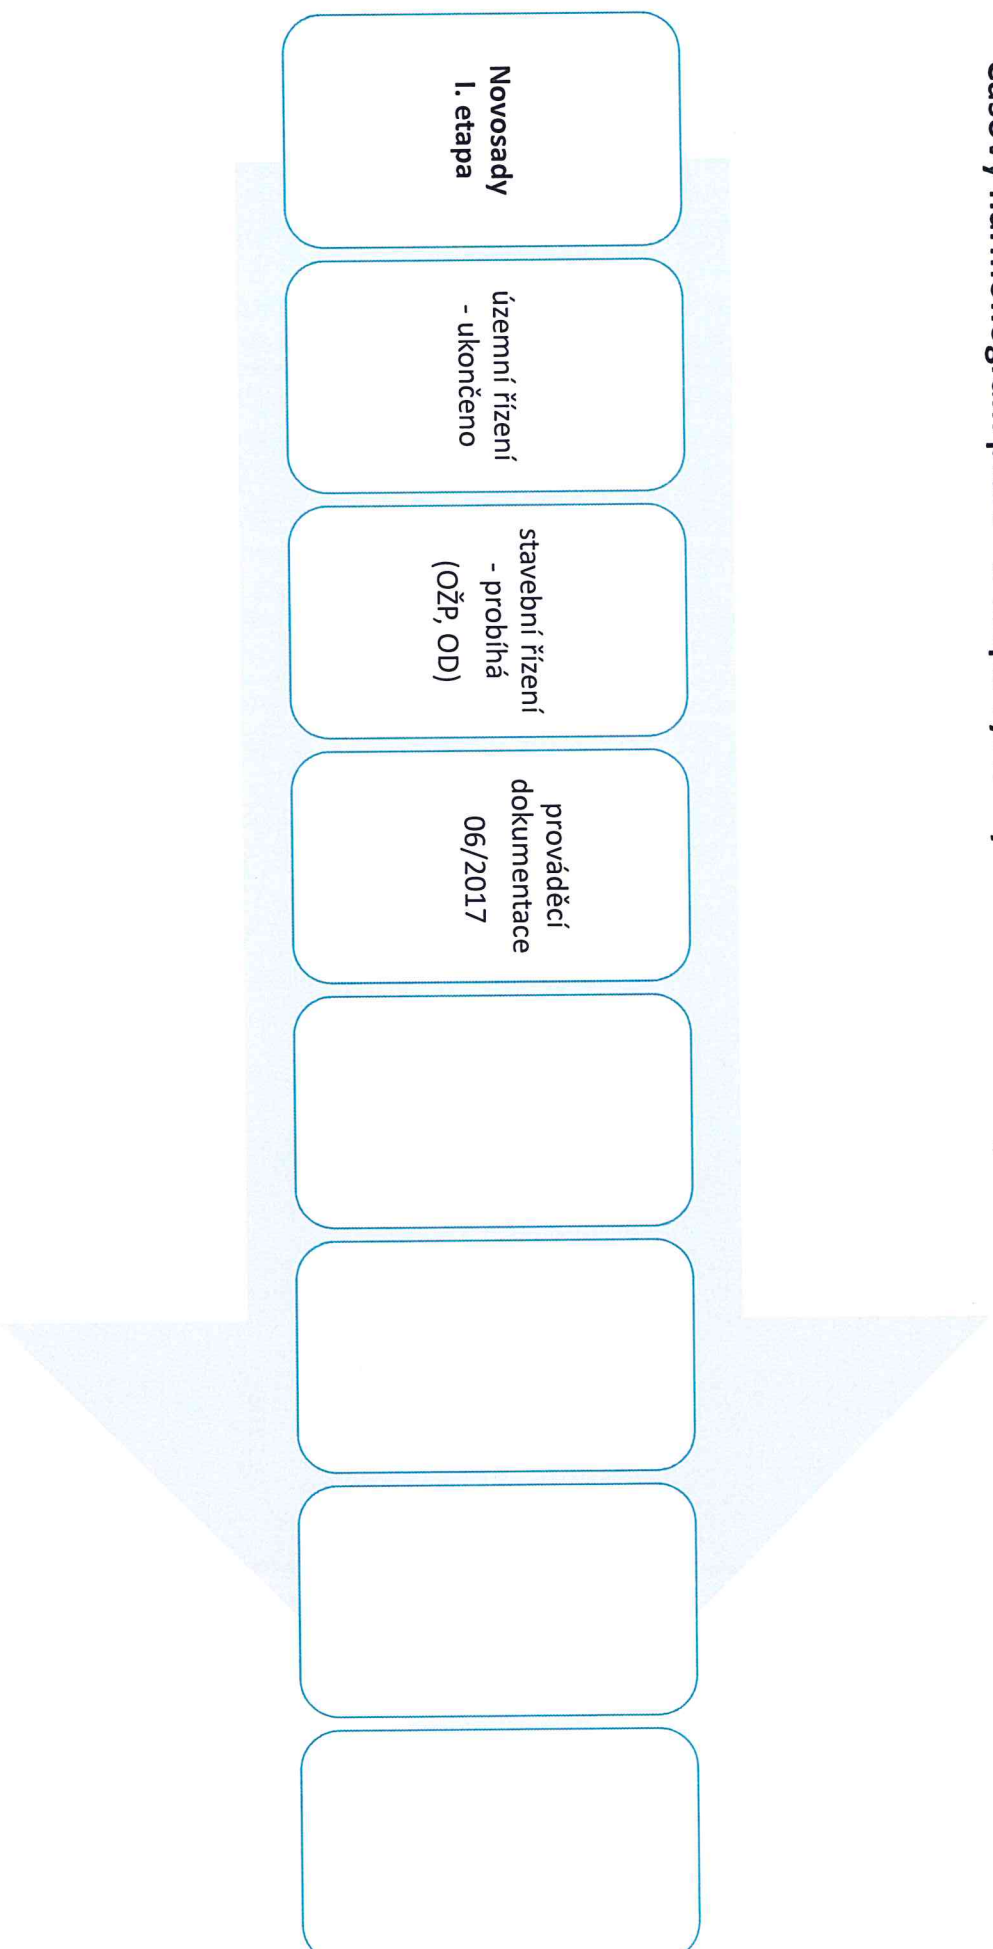 Novosady
I. etapa
územní řízení
- ukončeno
stavební řízení
- probíhá
(OŽP, OD)
prováděcí
dokumentace
06/2017